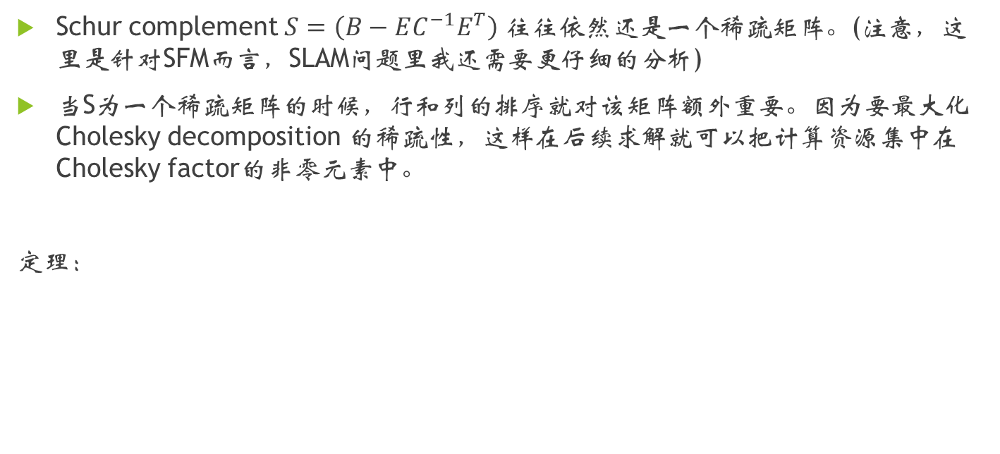 Schur complement S = (B − EC⁻¹Eᵀ) 往往依然还是一个稀疏矩阵。(注意，这
里是针对SFM而言，SLAM问题里我还需要更仔细的分析)
当S为一个稀疏矩阵的时候，行和列的排序就对该矩阵额外重要。因为要最大化
Cholesky decomposition 的稀疏性，这样在后续求解就可以把计算资源集中在
Cholesky factor的非零元素中。
定理：